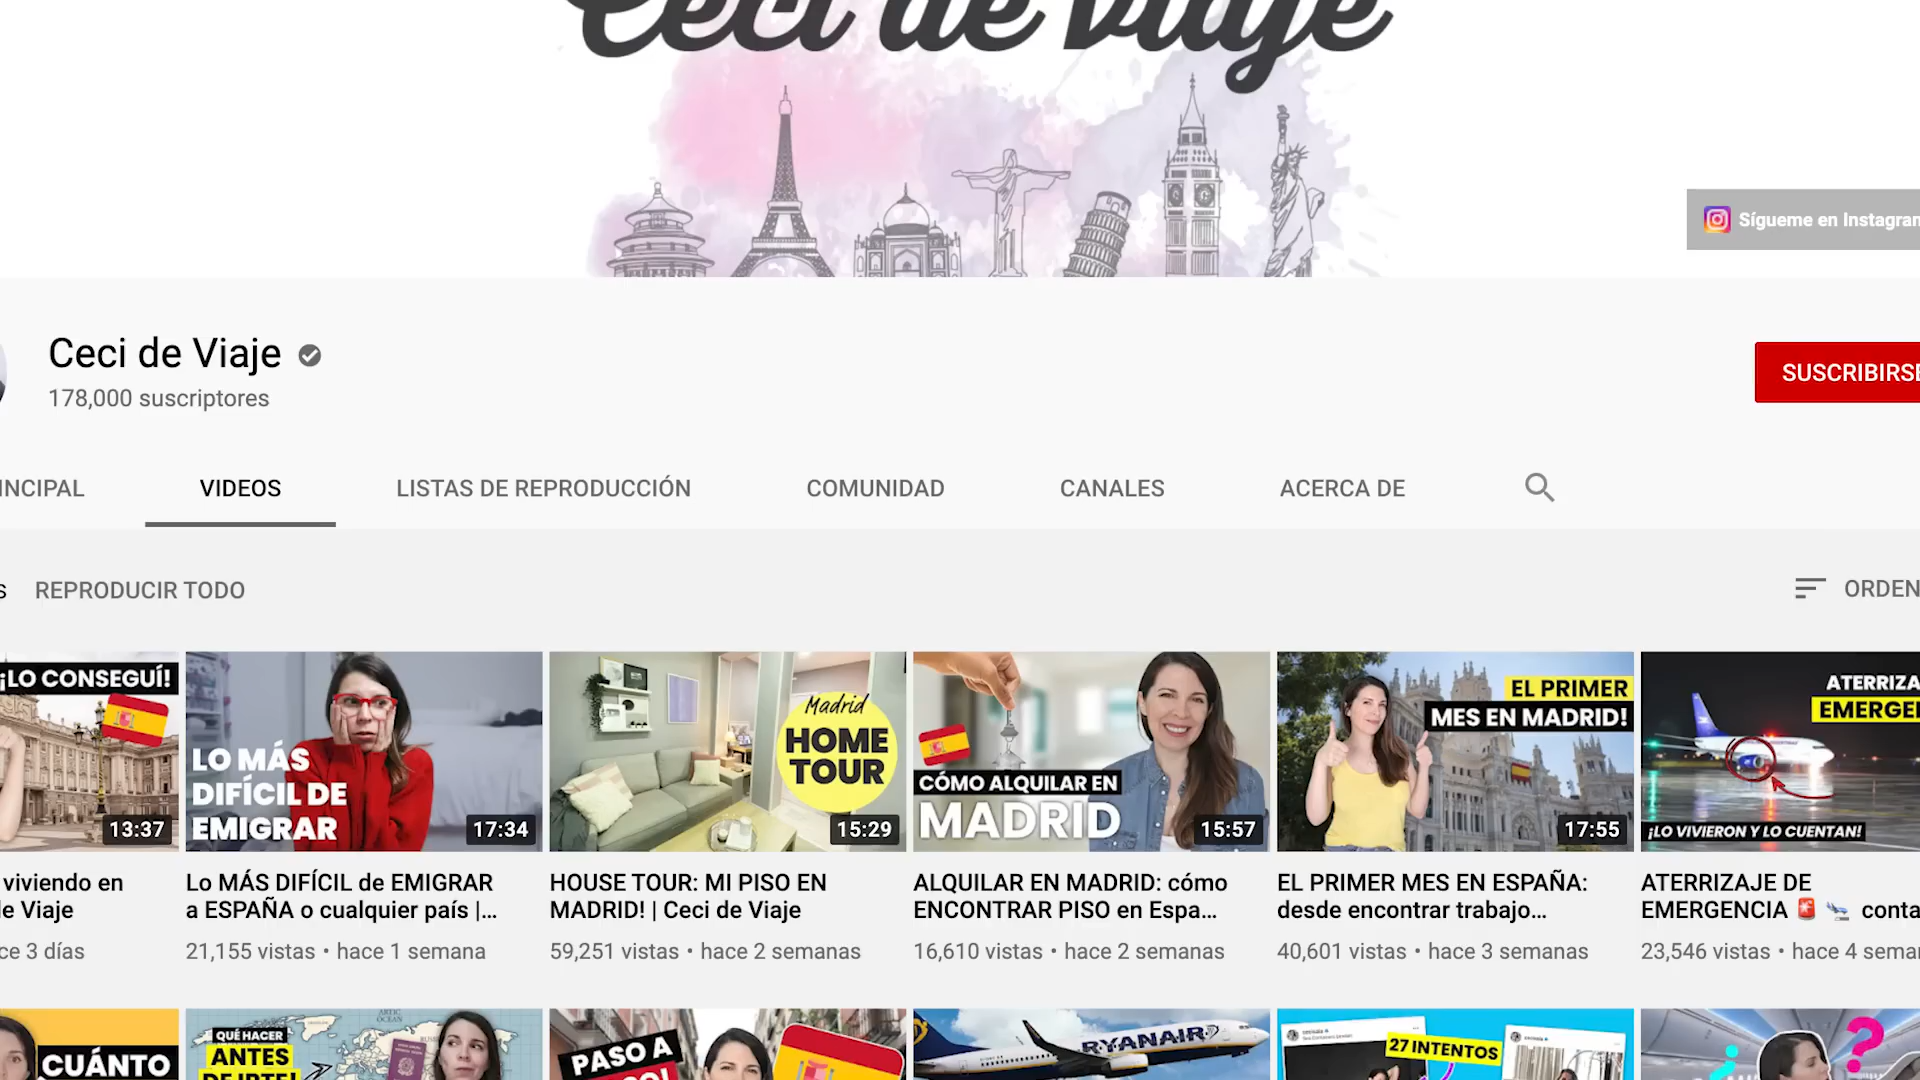 Ceci de Viaje
Sígueme en Instagram
Ceci de Viaje
178,000 suscriptores
SUSCRIBIRSE
INCIPAL
VIDEOS
LISTAS DE REPRODUCCIÓN
COMUNIDAD
CANALES
ACERCA DE
s
REPRODUCIR TODO
ORDEN
¡LO CONSEGUÍ!
13:37
LO MÁS
DIFÍCIL DE
EMIGRAR
17:34
Madrid
HOME
TOUR
15:29
CÓMO ALQUILAR EN
MADRID
15:57
EL PRIMER
MES EN MADRID!
17:55
ATERRIZA
EMERGE
¡LO VIVIERON Y LO CUENTAN!
viviendo en
e Viaje
ce 3 días
Lo MÁS DIFÍCIL de EMIGRAR
a ESPAÑA o cualquier país |...
21,155 vistas • hace 1 semana
HOUSE TOUR: MI PISO EN
MADRID! | Ceci de Viaje
59,251 vistas • hace 2 semanas
ALQUILAR EN MADRID: cómo
ENCONTRAR PISO en Espa...
16,610 vistas • hace 2 semanas
EL PRIMER MES EN ESPAÑA:
desde encontrar trabajo...
40,601 vistas • hace 3 semanas
ATERRIZAJE DE
EMERGENCIA 🚨 🛬 conta
23,546 vistas • hace 4 sema
CUÁNTO
ARCTIC
OCEAN
QUÉ HACER
ANTES
DE IRTE!
PASO A
RYANAIR
27 INTENTOS
¿
?